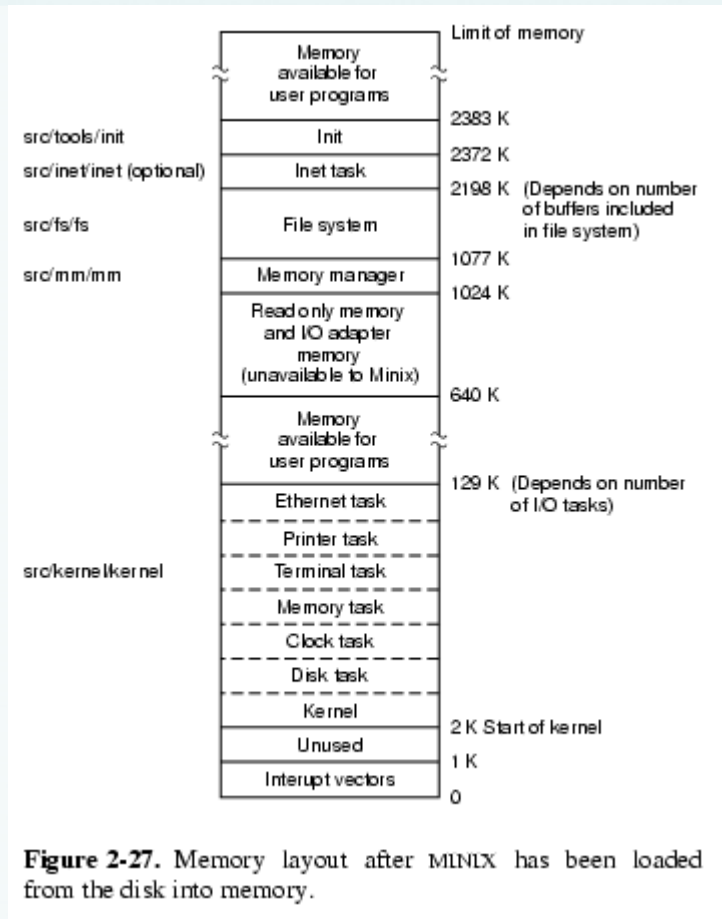 Limit of memory
Memory
available for
user programs
2383 K
src/tools/init
Init
2372 K
src/inet/inet (optional)
Inet task
2198 K (Depends on number
of buffers included
in file system)
src/fs/fs
File system
1077 K
src/mm/mm
Memory manager
1024 K
Read only memory
and I/O adapter
memory
(unavailable to Minix)
640 K
Memory
available for
user programs
129 K (Depends on number
of I/O tasks)
Ethernet task
Printer task
src/kernel/kernel
Terminal task
Memory task
Clock task
Disk task
Kernel
2 K Start of kernel
Unused
1 K
Interupt vectors
0
Figure 2-27. Memory layout after MINIX has been loaded
from the disk into memory.